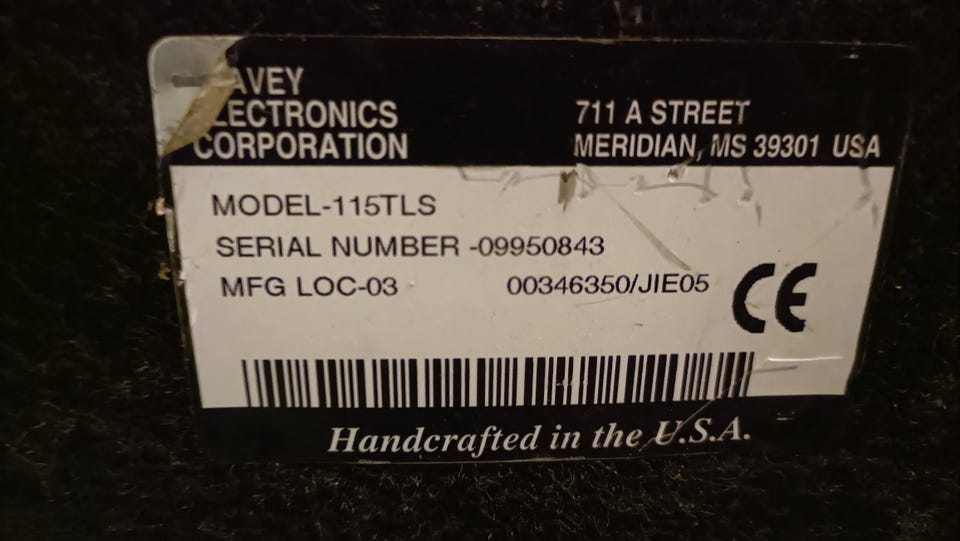 AVEY
LECTRONICS
CORPORATION
711 A STREET
MERIDIAN, MS 39301 USA
MODEL-115TLS
SERIAL NUMBER -09950843
MFG LOC-03 00346350/JIE05
CE
Handcrafted in the U.S.A.